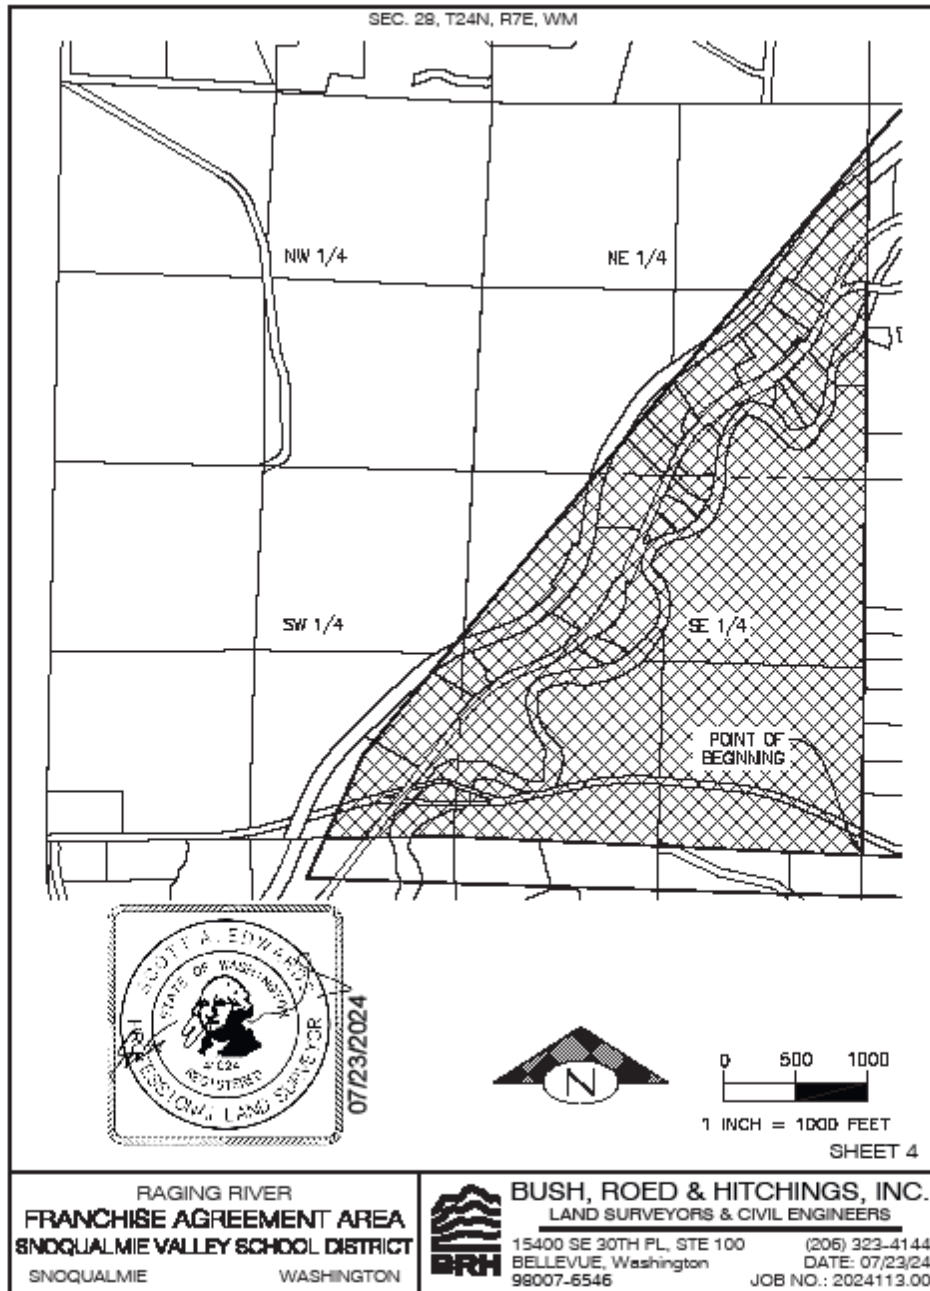 SEC. 28, T24N, R7E, WM
NW 1/4
NE 1/4
SW 1/4
SE 1/4
POINT OF
BEGINNING
SCOTT A. EDWARDS
STATE OF WASHINGTON
REGISTERED
PROFESSIONAL LAND SURVEYOR
07/23/2024
N
0 500 1000
1 INCH = 1000 FEET
SHEET 4
RAGING RIVER
FRANCHISE AGREEMENT AREA
SNOQUALMIE VALLEY SCHOOL DISTRICT
SNOQUALMIE WASHINGTON
BRH
BUSH, ROED & HITCHINGS, INC.
LAND SURVEYORS & CIVIL ENGINEERS
15400 SE 30TH PL, STE 100 (206) 323-4144
BELLEVUE, Washington DATE: 07/23/24
98007-6546 JOB NO.: 2024113.00